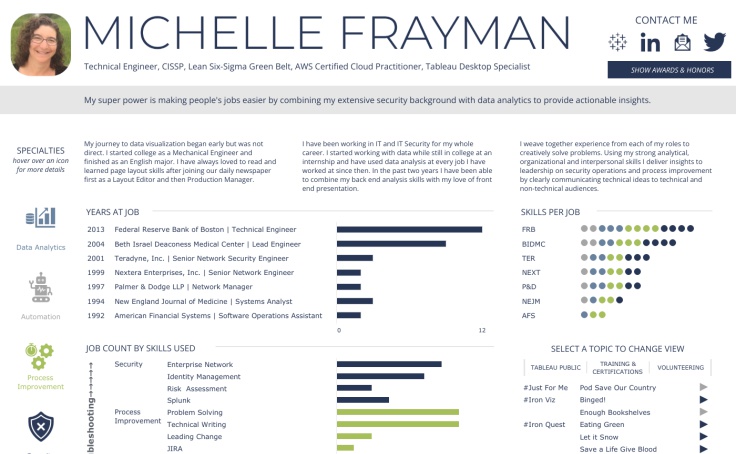 MICHELLE FRAYMAN
Technical Engineer, CISSP, Lean Six-Sigma Green Belt, AWS Certified Cloud Practitioner, Tableau Desktop Specialist
CONTACT ME
in
SHOW AWARDS & HONORS
My super power is making people's jobs easier by combining my extensive security background with data analytics to provide actionable insights.
SPECIALTIES
hover over an icon
for more details
Data Analytics
Automation
Process
Improvement
My journey to data visualization began early but was not
direct. I started college as a Mechanical Engineer and
finished as an English major. I have always loved to read and
learned page layout skills after joining our daily newspaper
first as a Layout Editor and then Production Manager.
I have been working in IT and IT Security for my whole
career. I started working with data while still in college at an
internship and have used data analysis at every job I have
worked at since then. In the past two years I have been able
to combine my back end analysis skills with my love of front
end presentation.
I weave together experience from each of my roles to
creatively solve problems. Using my strong analytical,
organizational and interpersonal skills I deliver insights to
leadership on security operations and process improvement
by clearly communicating technical ideas to technical and
non-technical audiences.
YEARS AT JOB
2013 Federal Reserve Bank of Boston | Technical Engineer
2004 Beth Israel Deaconess Medical Center | Lead Engineer
2001 Teradyne, Inc. | Senior Network Security Engineer
1999 Nextera Enterprises, Inc. | Senior Network Engineer
1997 Palmer & Dodge LLP | Network Manager
1994 New England Journal of Medicine | Systems Analyst
1992 American Financial Systems | Software Operations Assistant
0 12
SKILLS PER JOB
FRB
BIDMC
TER
NEXT
P&D
NEJM
AFS
JOB COUNT BY SKILLS USED
Security Enterprise Network
Identity Management
Risk Assessment
Splunk
Process
Improvement
Problem Solving
Technical Writing
Leading Change
JIRA
SELECT A TOPIC TO CHANGE VIEW
TABLEAU PUBLIC
TRAINING &
CERTIFICATIONS
VOLUNTEERING
#Just For Me Pod Save Our Country
#Iron Viz Binged!
Enough Bookshelves
#Iron Quest Eating Green
Let it Snow
Save a Life Give Blood